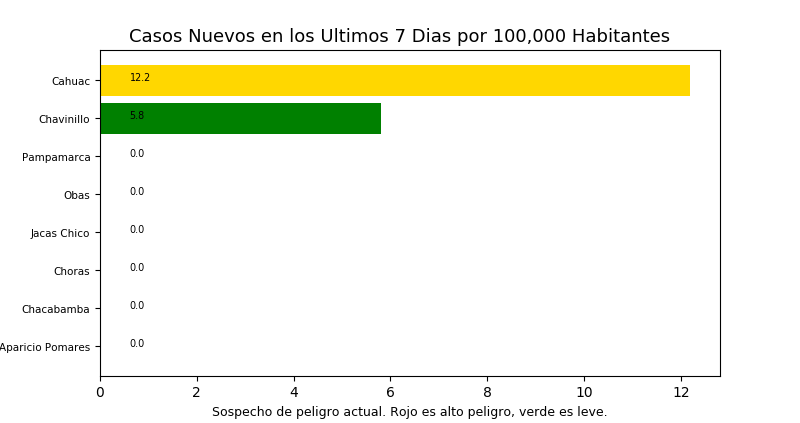 Casos Nuevos en los Ultimos 7 Dias por 100,000 Habitantes
Cahuac 12.2
Chavinillo 5.8
Pampamarca 0.0
Obas 0.0
Jacas Chico 0.0
Choras 0.0
Chacabamba 0.0
Aparicio Pomares 0.0
0 2 4 6 8 10 12
Sospecho de peligro actual. Rojo es alto peligro, verde es leve.